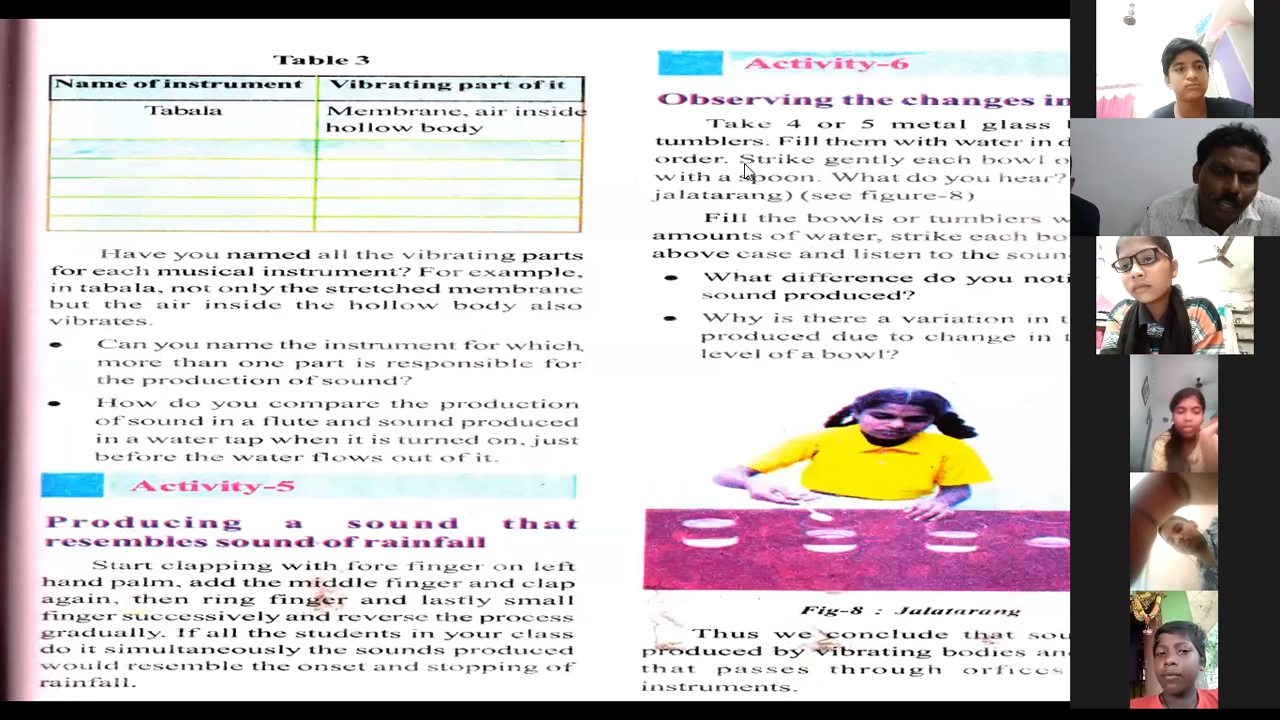 Table 3
Name of instrument
Vibrating part of it
Tabala
Membrane, air inside
hollow body
Have you named all the vibrating parts
for each musical instrument? For example,
in tabala, not only the stretched membrane
but the air inside the hollow body also
vibrates.
• Can you name the instrument for which,
more than one part is responsible for
the production of sound?
• How do you compare the production
of sound in a flute and sound produced
in a water tap when it is turned on, just
before the water flows out of it.
Activity-5
Producing a sound that
resembles sound of rainfall
Start clapping with fore finger on left
hand palm, add the middle finger and clap
again, then ring finger and lastly small
finger successively and reverse the process
gradually. If all the students in your class
do it simultaneously the sounds produced
would resemble the onset and stopping of
rainfall.
Activity-6
Observing the changes in
Take 4 or 5 metal glass
tumblers. Fill them with water in
order. Strike gently each bowl
with a spoon. What do you hear?
jalatarang) (see figure-8)
Fill the bowls or tumblers
amounts of water, strike each
above case and listen to the
• What difference do you
sound produced?
• Why is there a variation in
produced due to change in
level of a bowl?
Fig-8 : Jalatarang
Thus we conclude that
produced by vibrating bodies
that passes through orifices
instruments.